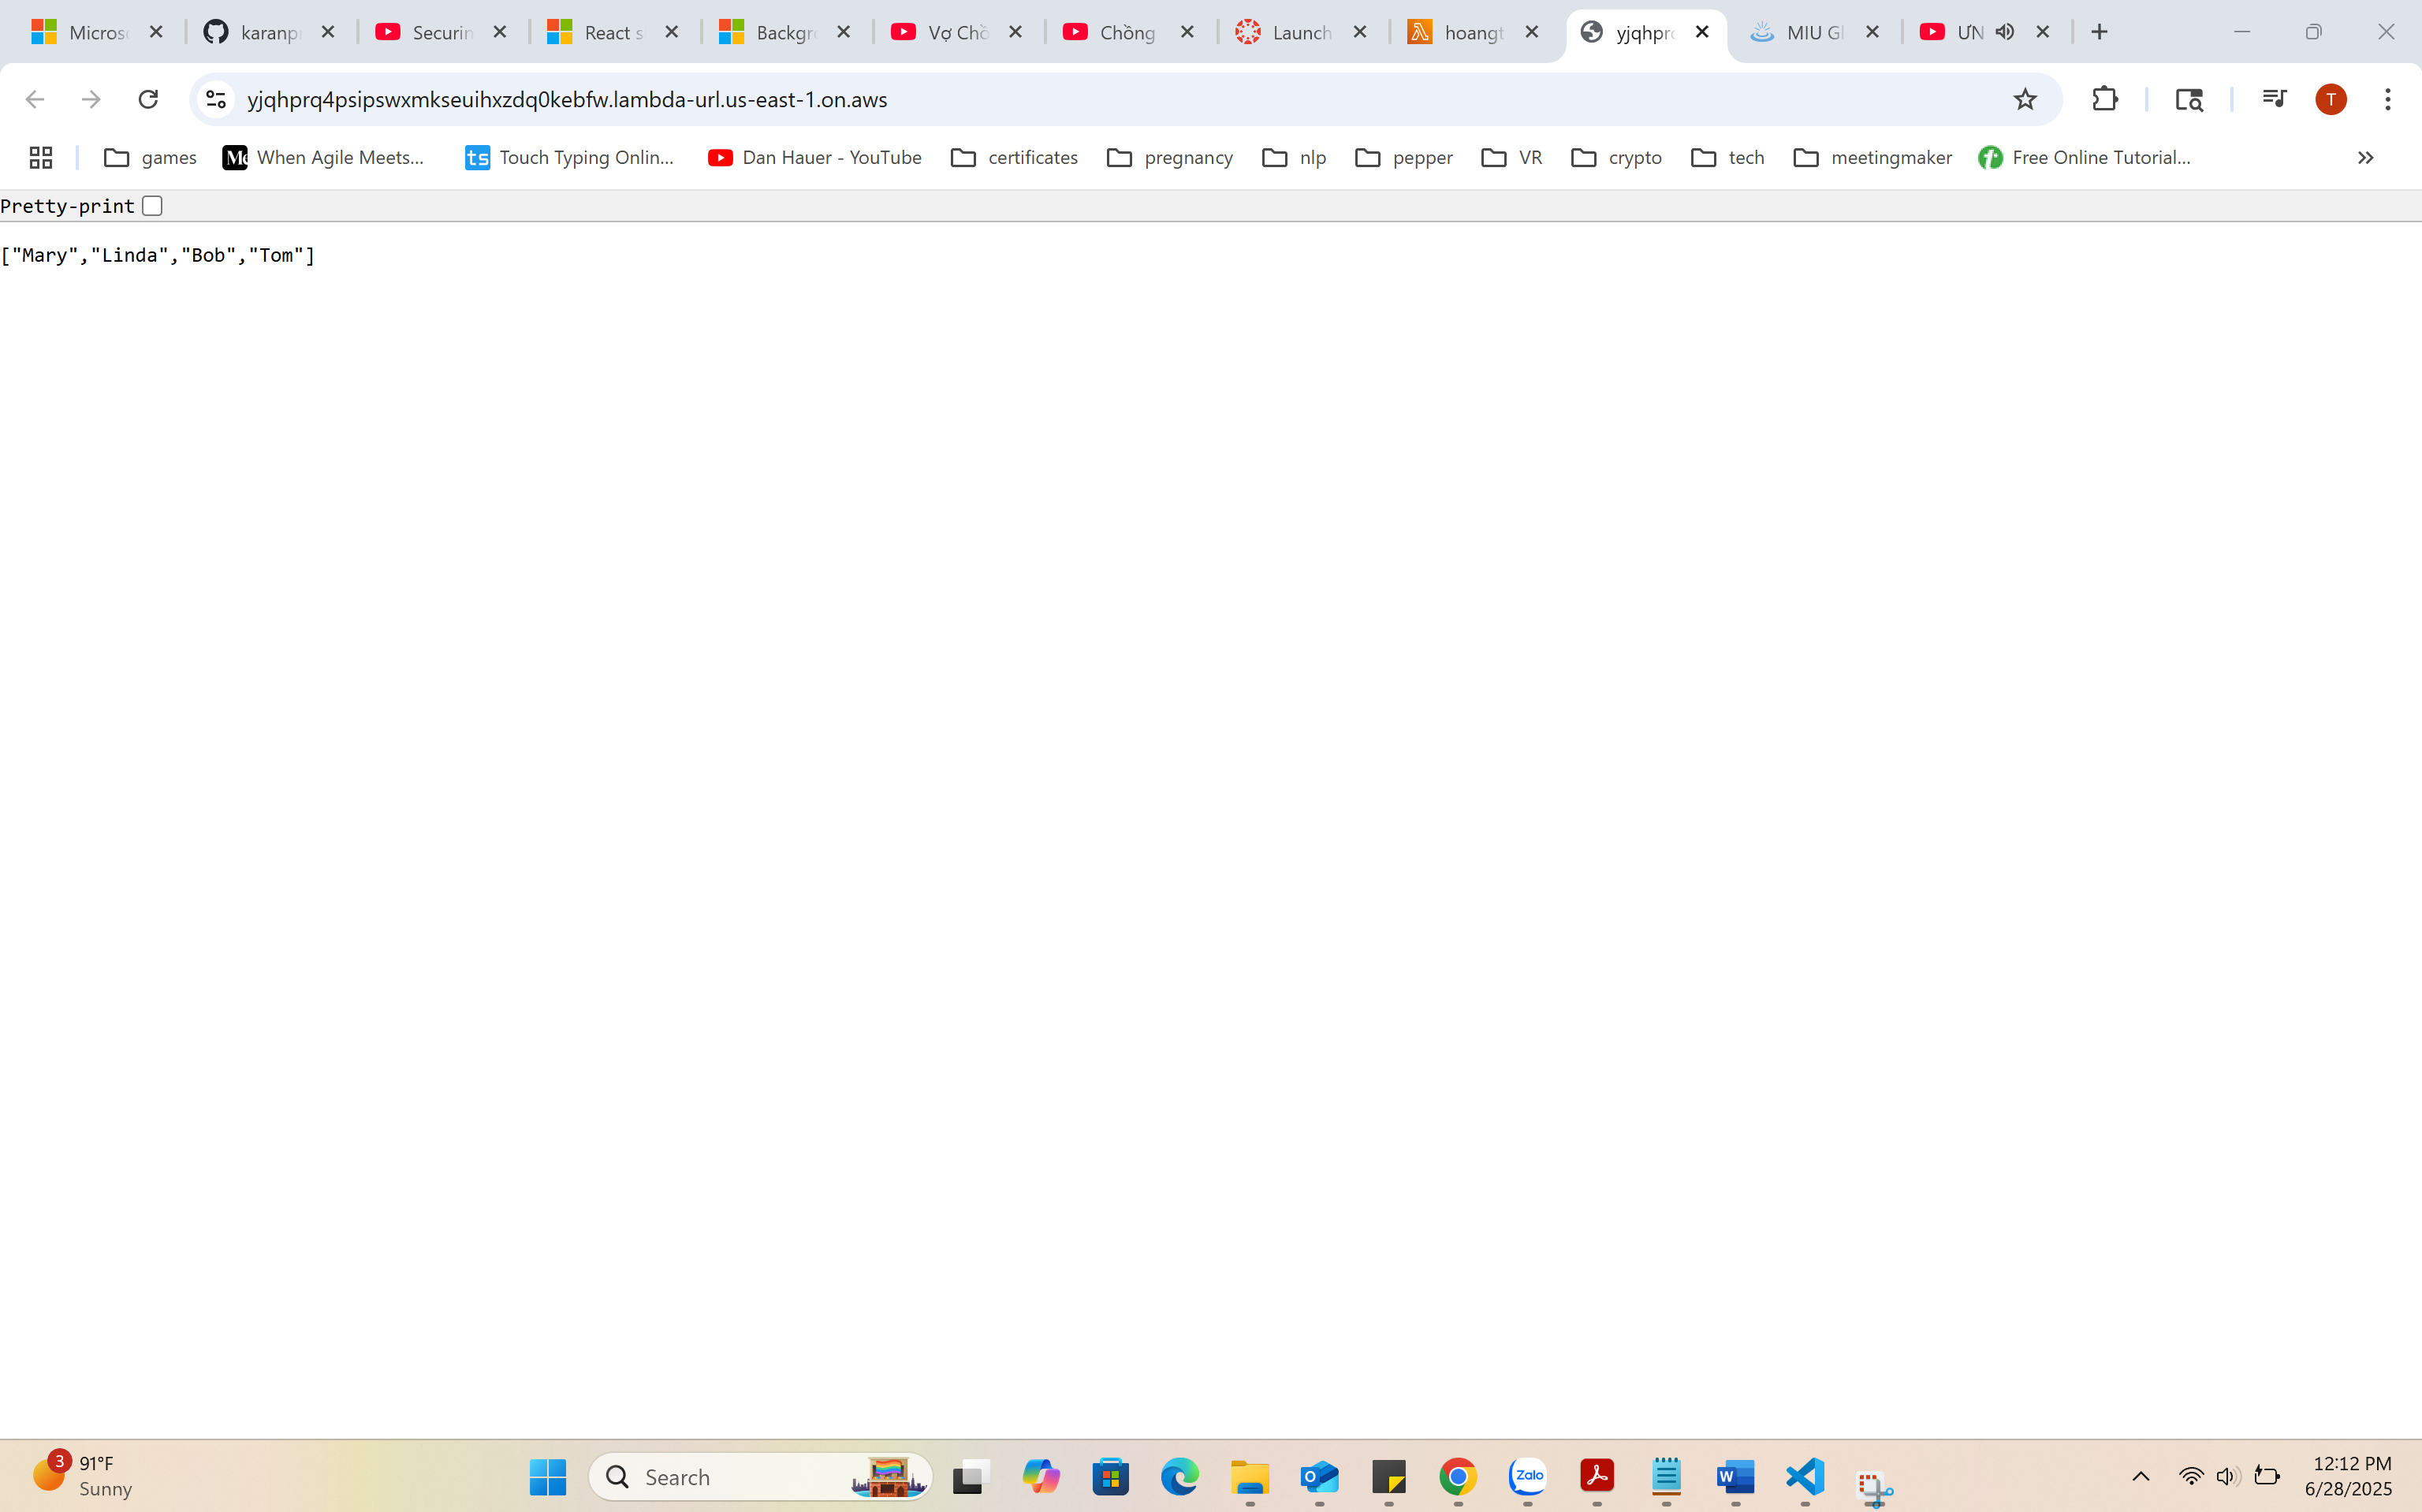 Micros
karanp
Securin
React s
Backgr
Vợ Chồ
Chồng
Launch
hoangt
yjqhpr
MIU Gl
ƯN
yjqhprq4psipswxmkseuihxzdq0kebfw.lambda-url.us-east-1.on.aws
T
games
When Agile Meets...
ts
Touch Typing Onlin...
Dan Hauer - YouTube
certificates
pregnancy
nlp
pepper
VR
crypto
tech
meetingmaker
Free Online Tutorial...
Pretty-print
["Mary","Linda","Bob","Tom"]
3
91°F
Sunny
Search
Zalo
12:12 PM
6/28/2025